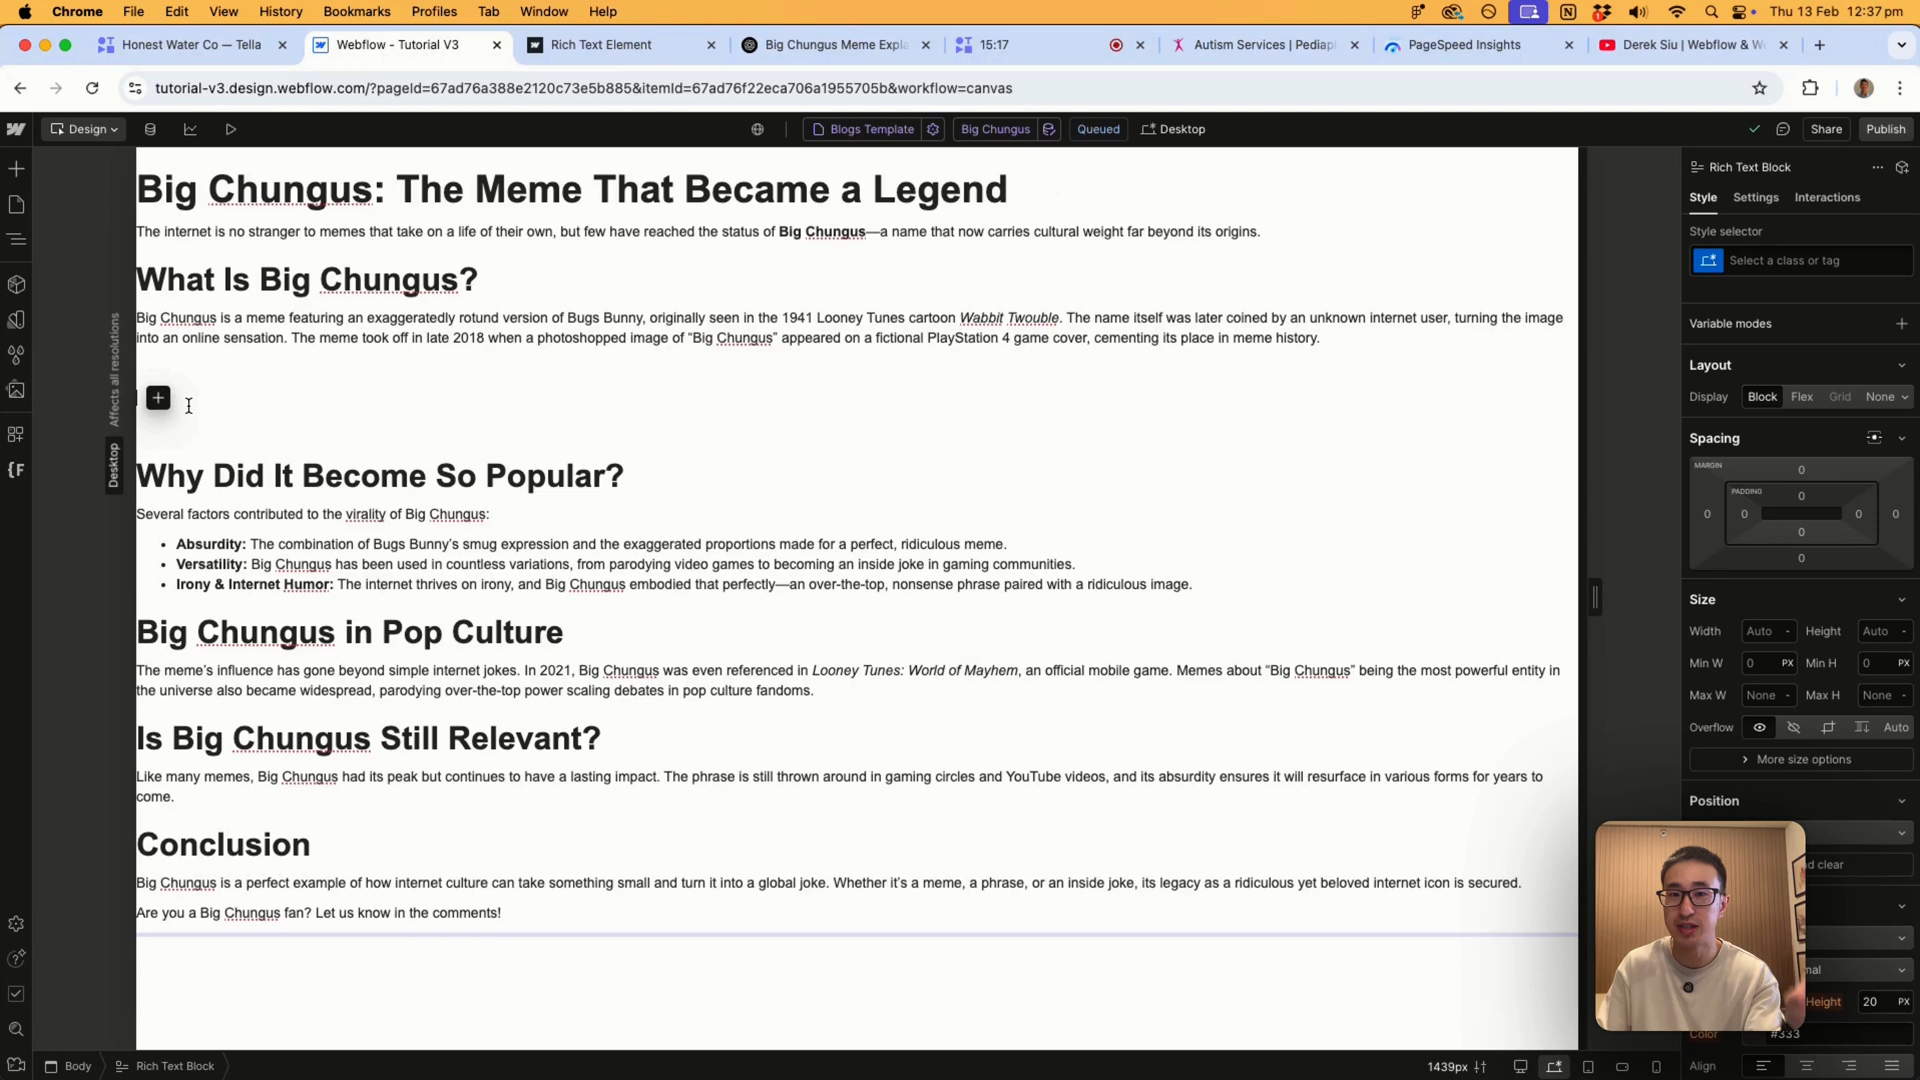 Chrome File Edit View History Bookmarks Profiles Tab Window Help Thu 13 Feb 12:37 pm
Honest Water Co — Tella
Webflow - Tutorial V3
Rich Text Element
Big Chungus Meme Expla
15:17
Autism Services | Pediap
PageSpeed Insights
Derek Siu | Webflow & W
tutorial-v3.design.webflow.com/?pageId=67ad76a388e2120c73e5b885&itemId=67ad76f22eca706a1955705b&workflow=canvas
Design
Blogs Template
Big Chungus
Queued
Desktop
Share
Publish
Affects all resolutions
Desktop
Big Chungus: The Meme That Became a Legend
The internet is no stranger to memes that take on a life of their own, but few have reached the status of Big Chungus—a name that now carries cultural weight far beyond its origins.
What Is Big Chungus?
Big Chungus is a meme featuring an exaggeratedly rotund version of Bugs Bunny, originally seen in the 1941 Looney Tunes cartoon Wabbit Twouble. The name itself was later coined by an unknown internet user, turning the image
into an online sensation. The meme took off in late 2018 when a photoshopped image of “Big Chungus” appeared on a fictional PlayStation 4 game cover, cementing its place in meme history.
Why Did It Become So Popular?
Several factors contributed to the virality of Big Chungus:
• Absurdity: The combination of Bugs Bunny’s smug expression and the exaggerated proportions made for a perfect, ridiculous meme.
• Versatility: Big Chungus has been used in countless variations, from parodying video games to becoming an inside joke in gaming communities.
• Irony & Internet Humor: The internet thrives on irony, and Big Chungus embodied that perfectly—an over-the-top, nonsense phrase paired with a ridiculous image.
Big Chungus in Pop Culture
The meme’s influence has gone beyond simple internet jokes. In 2021, Big Chungus was even referenced in Looney Tunes: World of Mayhem, an official mobile game. Memes about “Big Chungus” being the most powerful entity in
the universe also became widespread, parodying over-the-top power scaling debates in pop culture fandoms.
Is Big Chungus Still Relevant?
Like many memes, Big Chungus had its peak but continues to have a lasting impact. The phrase is still thrown around in gaming circles and YouTube videos, and its absurdity ensures it will resurface in various forms for years to
come.
Conclusion
Big Chungus is a perfect example of how internet culture can take something small and turn it into a global joke. Whether it’s a meme, a phrase, or an inside joke, its legacy as a ridiculous yet beloved internet icon is secured.
Are you a Big Chungus fan? Let us know in the comments!
Body
Rich Text Block
1439px
Rich Text Block
Style Settings Interactions
Style selector
Select a class or tag
Variable modes
Layout
Display Block Flex Grid None
Spacing
MARGIN
0
PADDING
0
0 0 0 0
0
0
Size
Width Auto - Height Auto -
Min W 0 PX Min H 0 PX
Max W None - Max H None -
Overflow Auto
More size options
Position
nd clear
mal
Height 20 PX
Color #333
Align